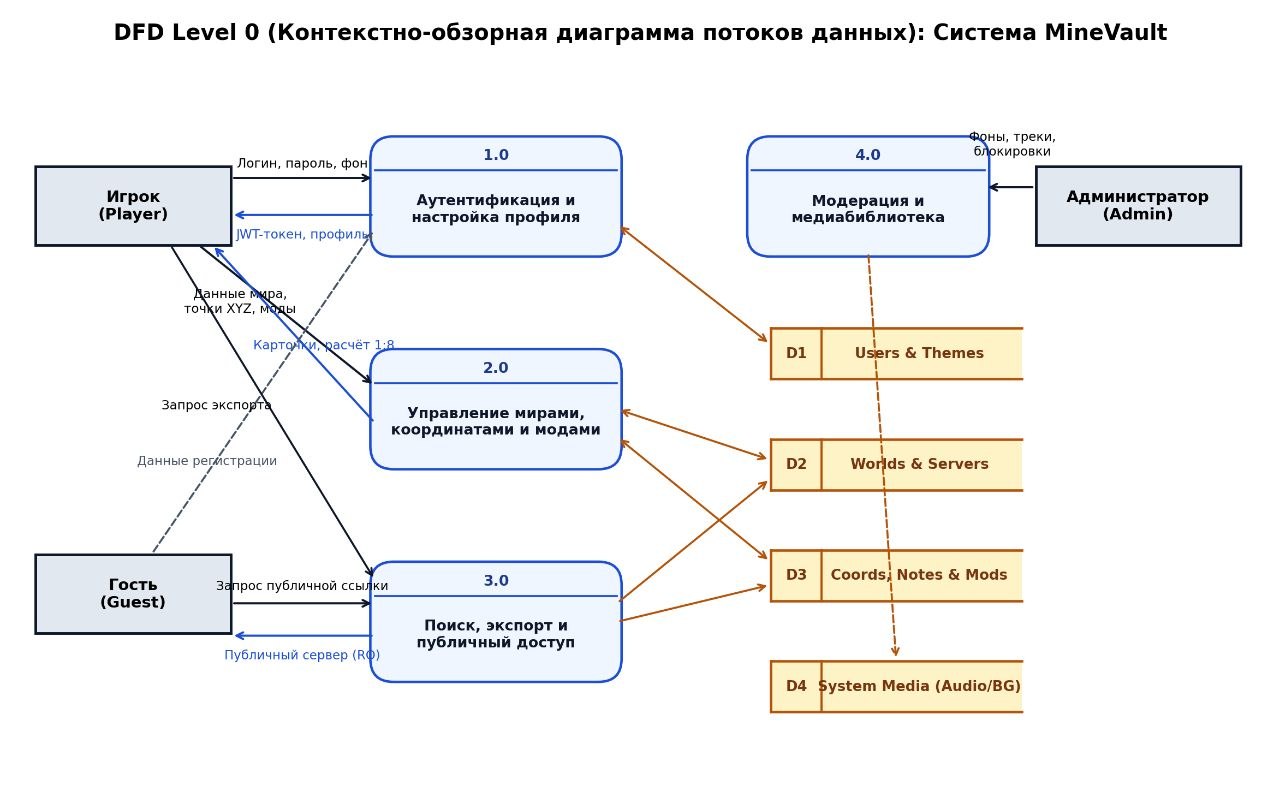 DFD Level 0 (Контекстно-обзорная диаграмма потоков данных): Система MineVault
Игрок
(Player)
Логин, пароль, фон
JWT-токен, профиль
1.0
Аутентификация и
настройка профиля
4.0
Модерация и
медиабиблиотека
Фоны, треки,
блокировки
Администратор
(Admin)
Данные мира,
точки XYZ, моды
Карточки, расчёт 1:8
Запрос экспорта
Данные регистрации
2.0
Управление мирами,
координатами и модами
D1
Users & Themes
D2
Worlds & Servers
D3
Coords, Notes & Mods
D4
System Media (Audio/BG)
Гость
(Guest)
Запрос публичной ссылки
Публичный сервер (RO)
3.0
Поиск, экспорт и
публичный доступ